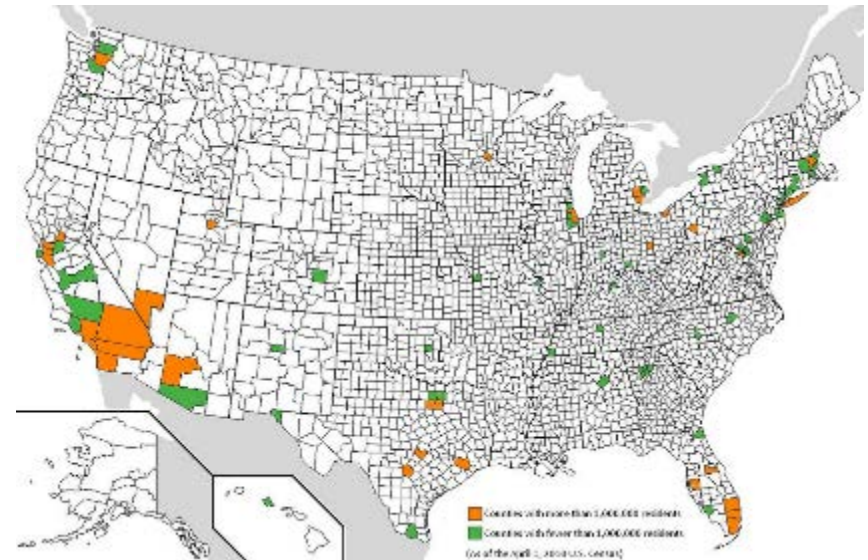 Counties with more than 1,000,000 residents
Counties with fewer than 1,000,000 residents
(As of the April 1, 2010 U.S. Census)